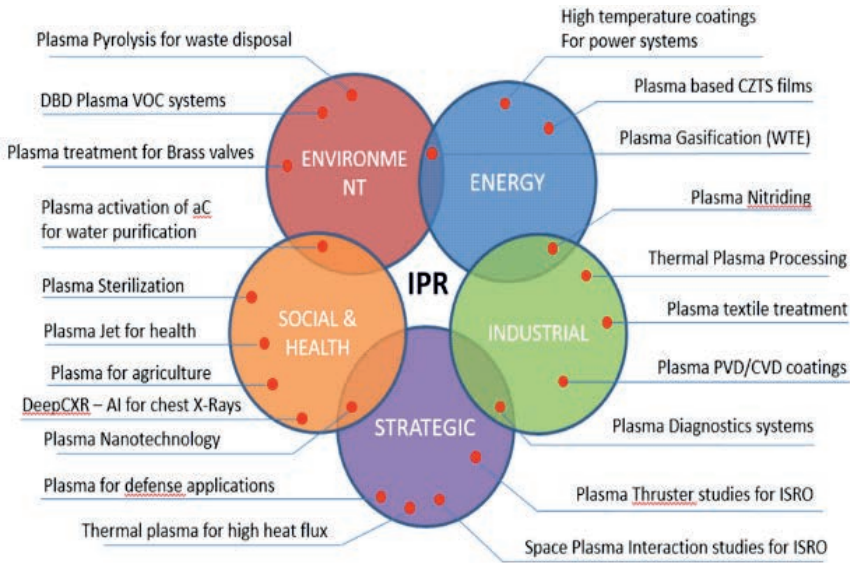 High temperature coatings
For power systems
Plasma Pyrolysis for waste disposal
Plasma based CZTS films
DBD Plasma VOC systems
Plasma Gasification (WTE)
Plasma treatment for Brass valves
ENVIRONME
NT
ENERGY
Plasma Nitriding
Plasma activation of aC
for water purification
Thermal Plasma Processing
IPR
Plasma Sterilization
Plasma textile treatment
SOCIAL &
HEALTH
INDUSTRIAL
Plasma Jet for health
Plasma PVD/CVD coatings
Plasma for agriculture
DeepCXR – AI for chest X-Rays
STRATEGIC
Plasma Diagnostics systems
Plasma Nanotechnology
Plasma for defense applications
Plasma Thruster studies for ISRO
Thermal plasma for high heat flux
Space Plasma Interaction studies for ISRO